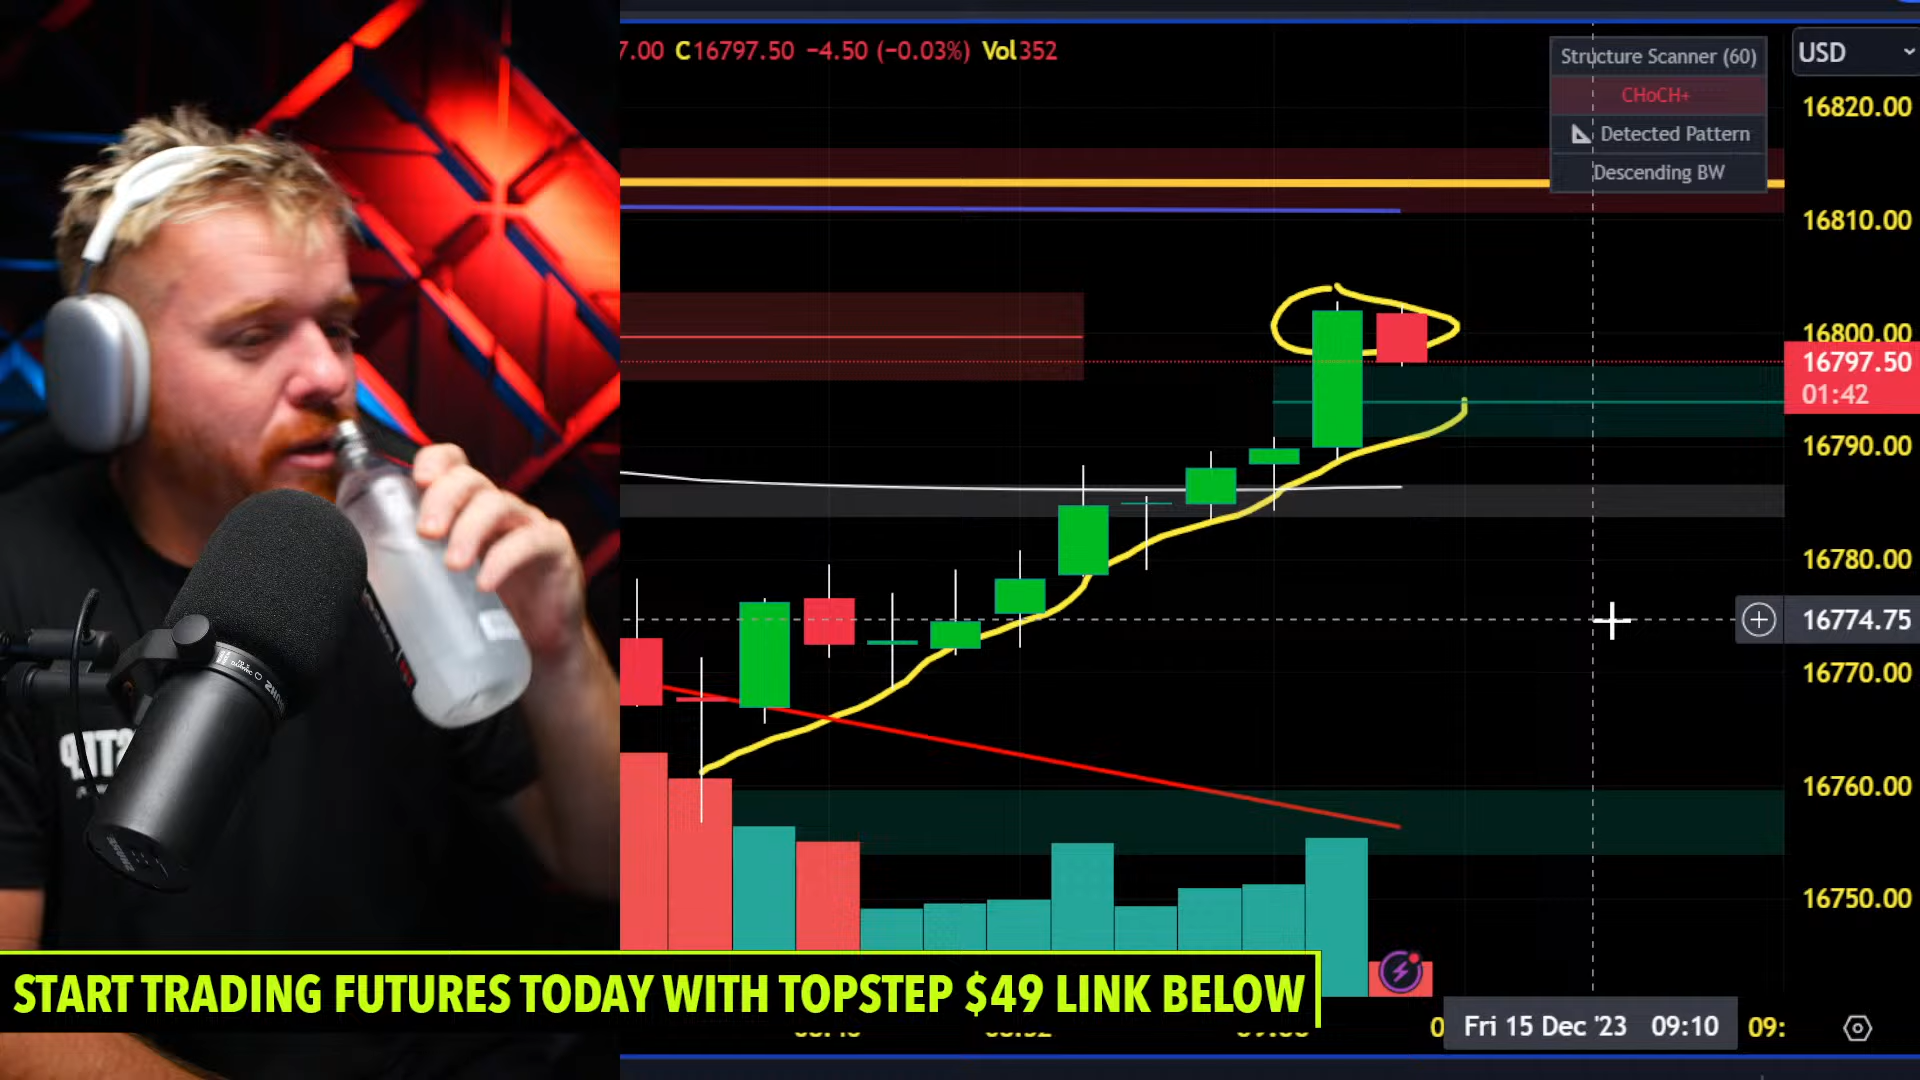 7.00 C16797.50 −4.50 (−0.03%) Vol352
Structure Scanner (60)
CHoCH+
Detected Pattern
Descending BW
USD
16820.00
16810.00
16800.00
16797.50
01:42
16790.00
16780.00
16774.75
16770.00
16760.00
16750.00
START TRADING FUTURES TODAY WITH TOPSTEP $49 LINK BELOW
0 Fri 15 Dec '23 09:10 09: